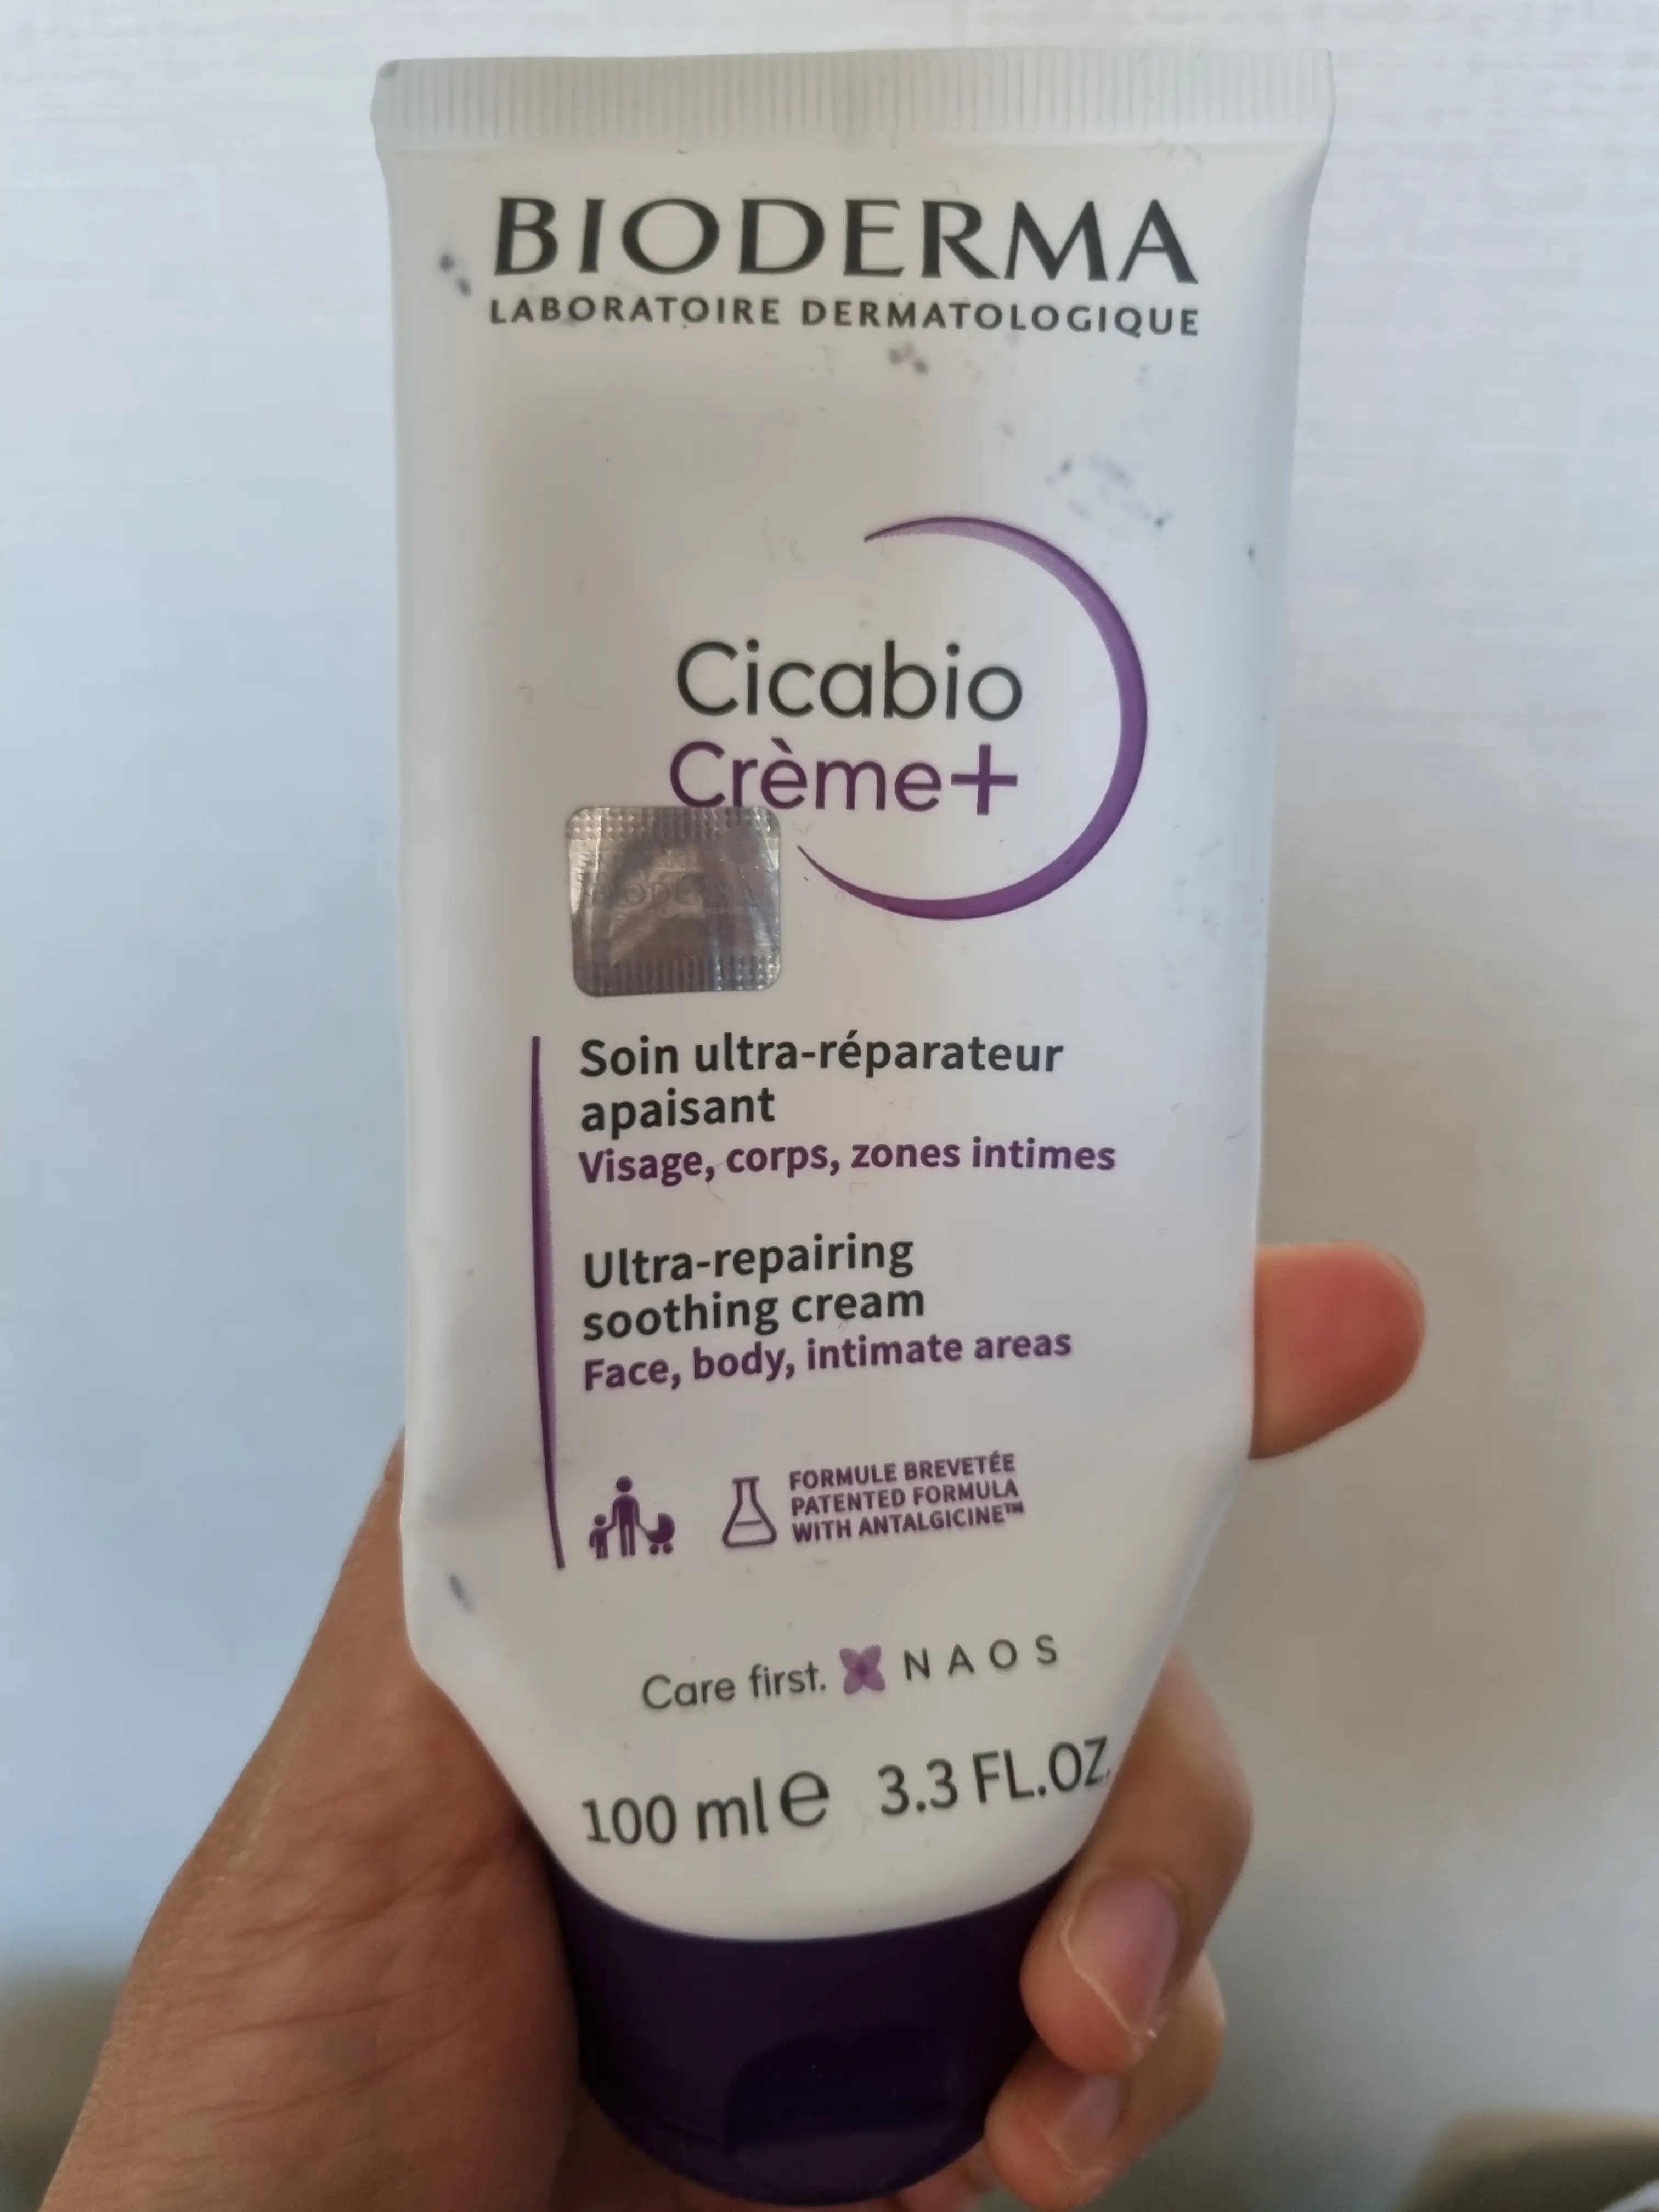 BIODERMA
LABORATOIRE DERMATOLOGIQUE
Cicabio
Crème+
BIODERMA
Soin ultra-réparateur
apaisant
Visage, corps, zones intimes
Ultra-repairing
soothing cream
Face, body, intimate areas
FORMULE BREVETÉE
PATENTED FORMULA
WITH ANTALGICINE™
Care first. NAOS
100 ml e 3.3 FL.OZ.